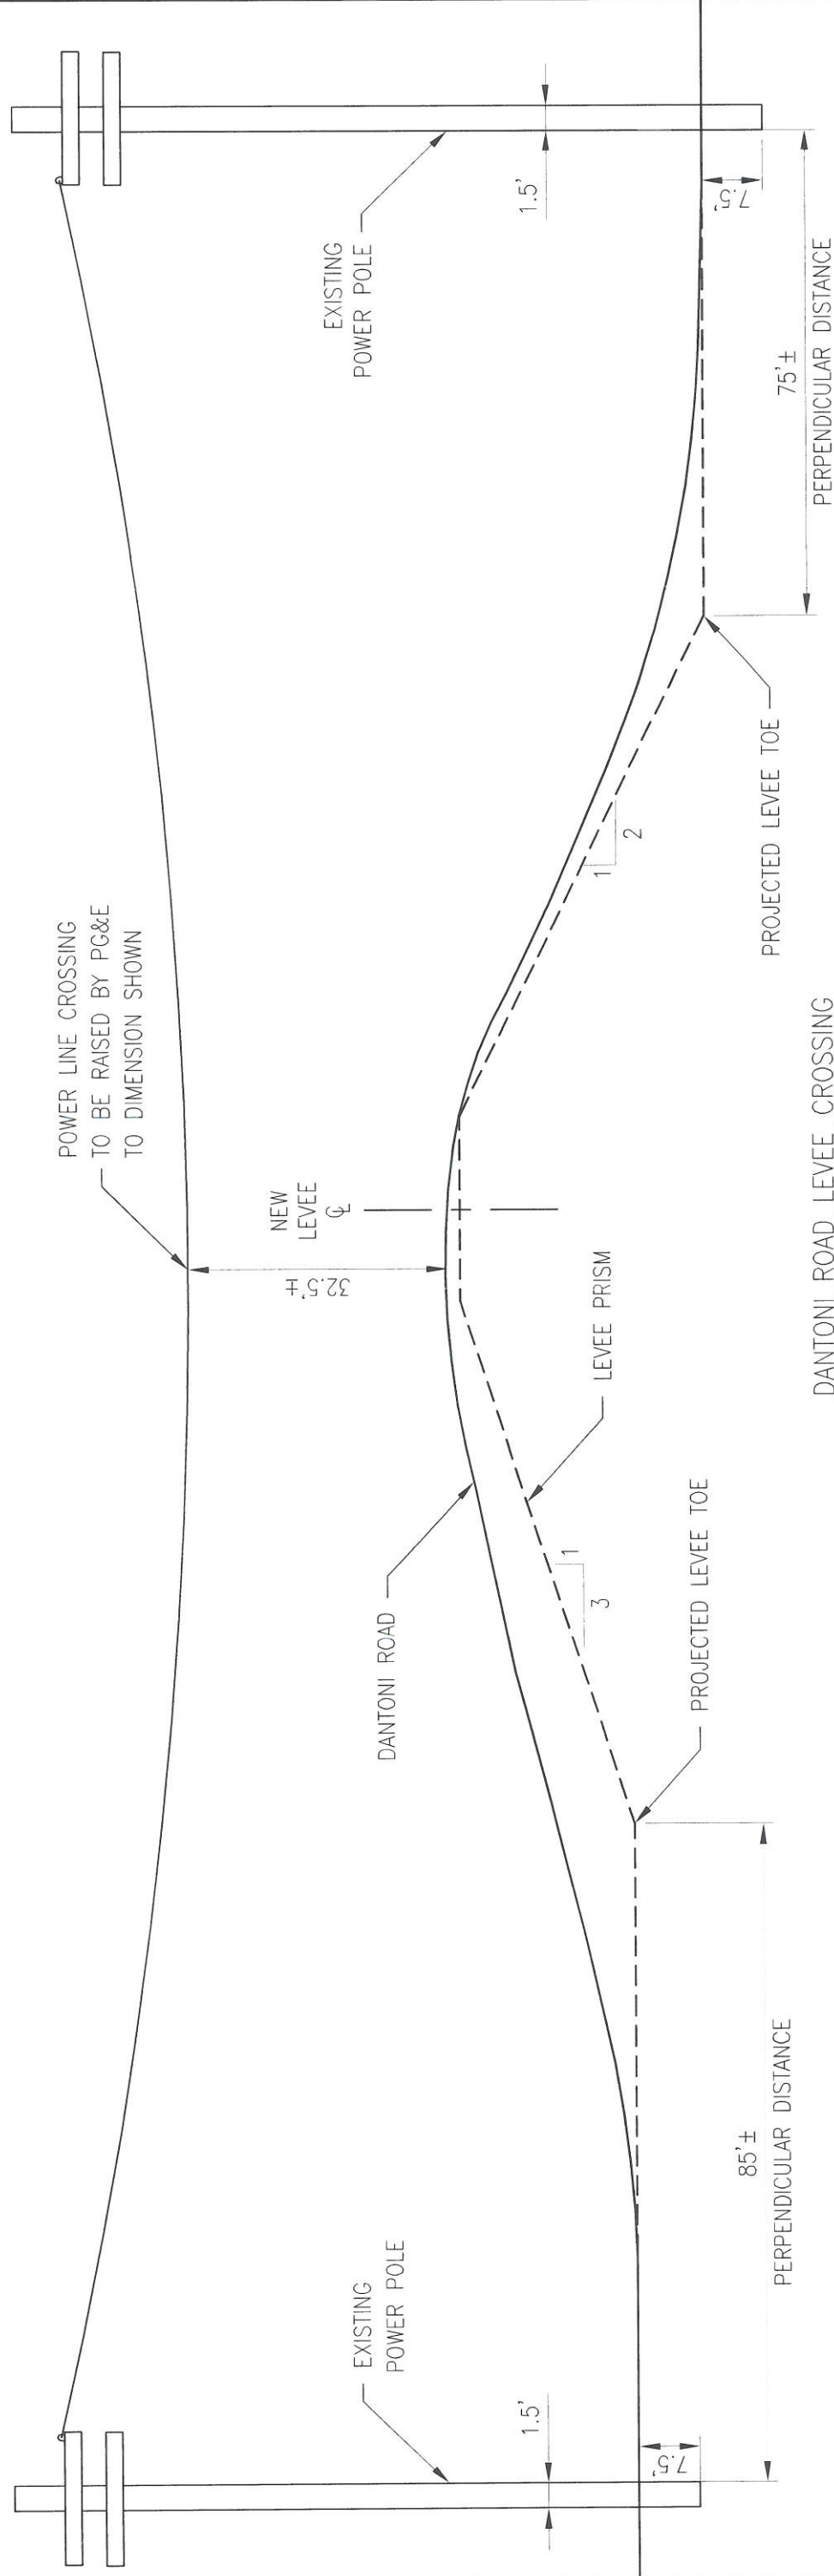 POWER LINE CROSSING
TO BE RAISED BY PG&E
TO DIMENSION SHOWN
EXISTING
POWER POLE
1.5'
7.5'
85'±
PERPENDICULAR DISTANCE
DANTONI ROAD
3
1
PROJECTED LEVEE TOE
LEVEE PRISM
32.5'±
NEW
LEVEE
℄
1
2
PROJECTED LEVEE TOE
EXISTING
POWER POLE
1.5'
7.5'
75'±
PERPENDICULAR DISTANCE
DANTONI ROAD LEVEE CROSSING